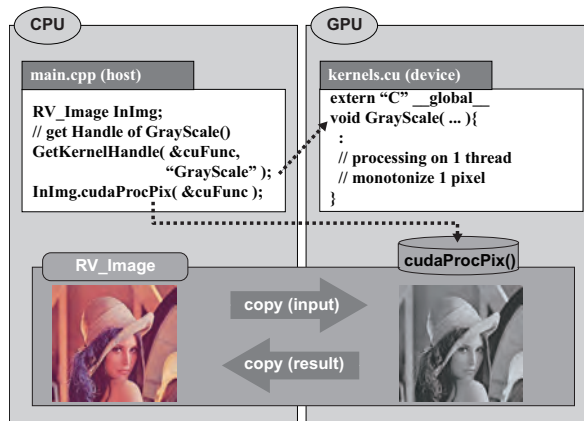 CPU
GPU
main.cpp (host)
RV_Image InImg;
// get Handle of GrayScale()
GetKernelHandle( &cuFunc,
“GrayScale” );
InImg.cudaProcPix( &cuFunc );
kernels.cu (device)
extern “C” __global__
void GrayScale( ... ){
:
// processing on 1 thread
// monotonize 1 pixel
}
cudaProcPix()
RV_Image
copy (input)
copy (result)